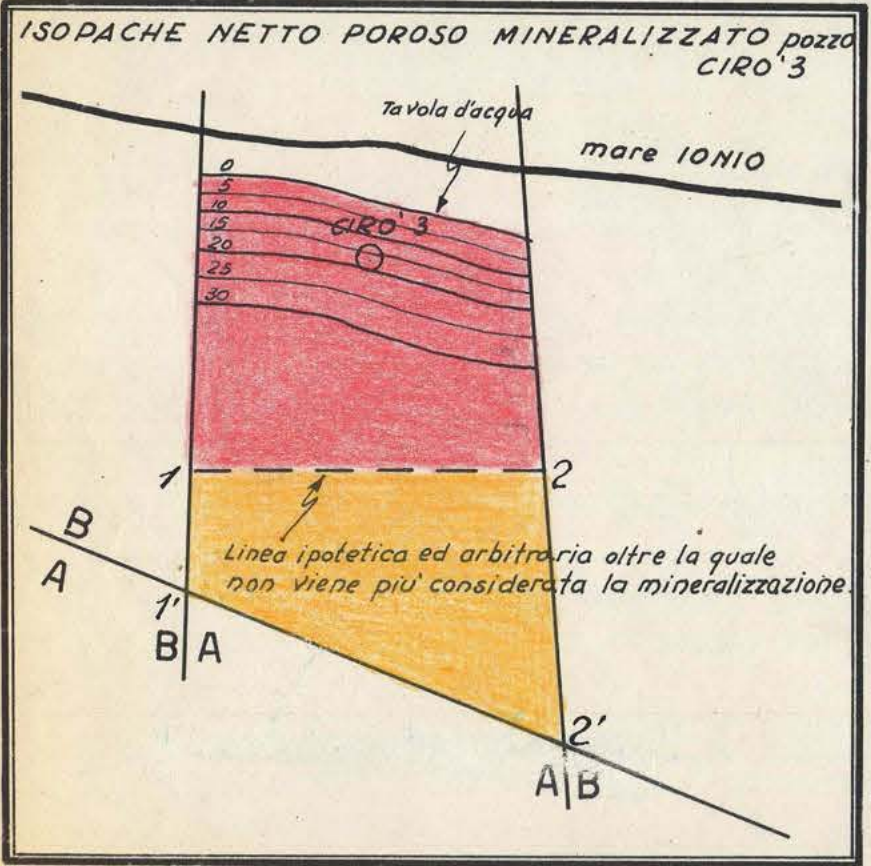 ISOPACHE NETTO POROSO MINERALIZZATO pozzo
CIRO' 3
Tavola d'acqua
mare IONIO
0
5
10
15
20
25
30
CIRO' 3
1
2
B
A
Linea ipotetica ed arbitraria oltre la quale
non viene più considerata la mineralizzazione.
1'
B A
2'
A B